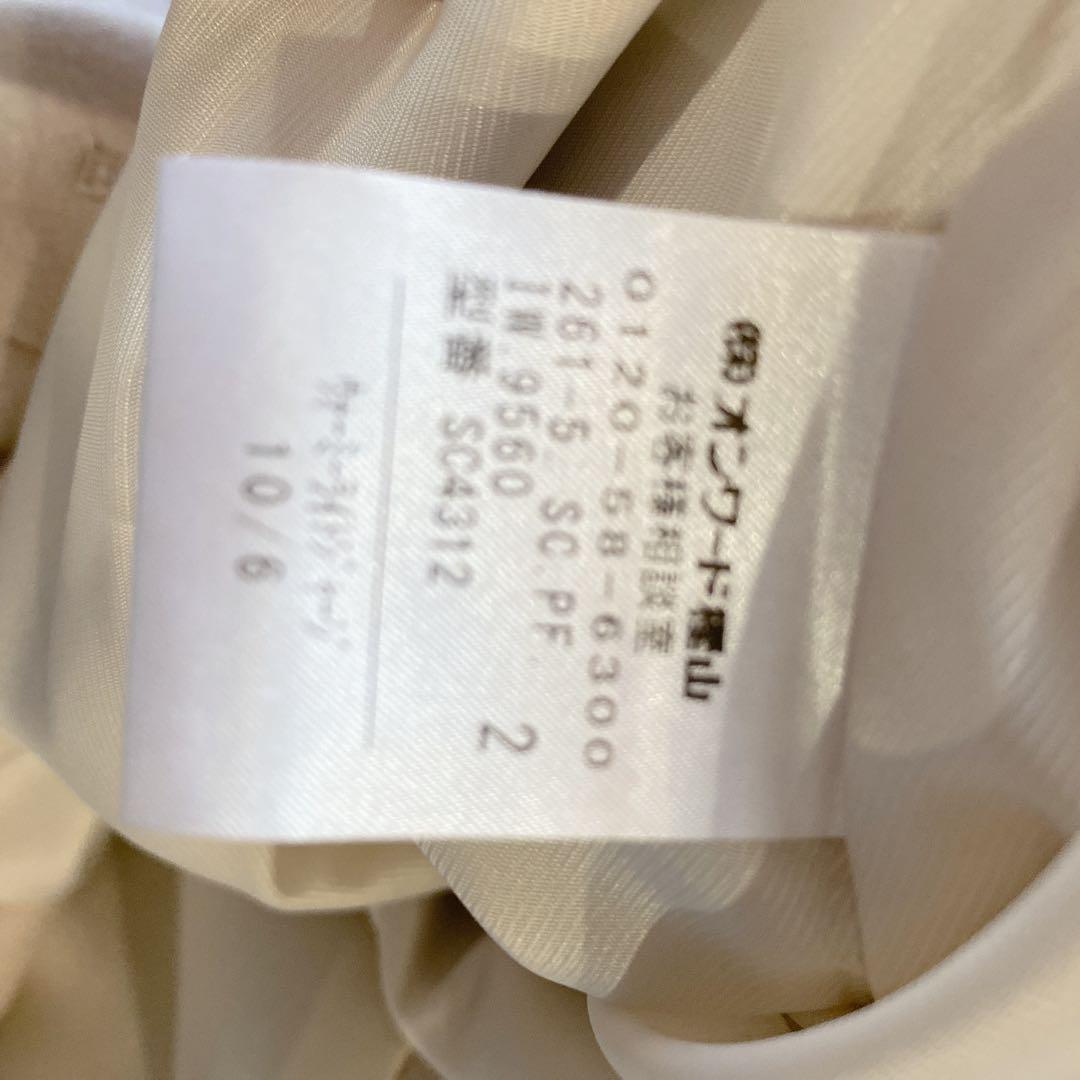 ㈱オンワード樫山
お客様相談室
0120-58-6300
261-5. SC.PF.
1Ⅲ.9560 2
型番 SC4312
10/6